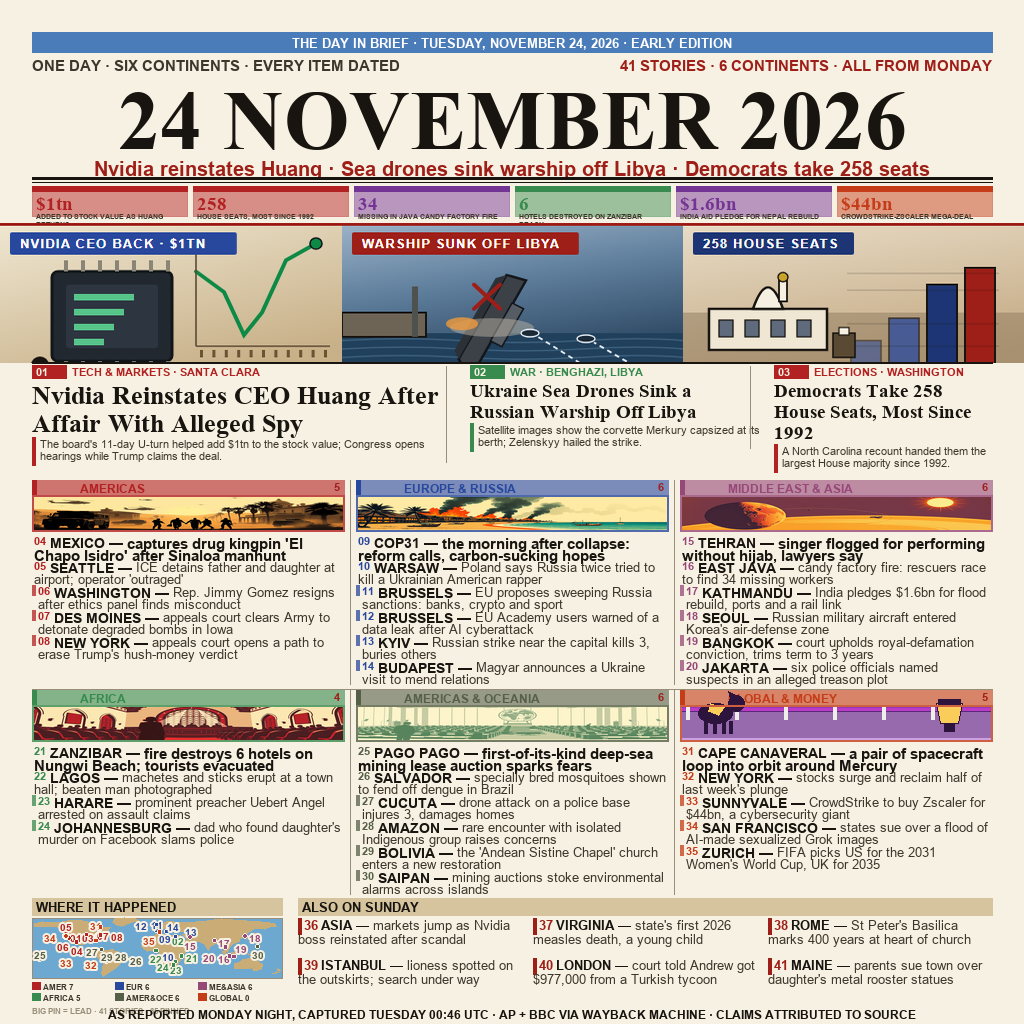 THE DAY IN BRIEF · TUESDAY, NOVEMBER 24, 2026 · EARLY EDITION
ONE DAY · SIX CONTINENTS · EVERY ITEM DATED
41 STORIES · 6 CONTINENTS · ALL FROM MONDAY
24 NOVEMBER 2026
Nvidia reinstates Huang · Sea drones sink warship off Libya · Democrats take 258 seats
$1tn
ADDED TO STOCK VALUE AS HUANG
258
HOUSE SEATS, MOST SINCE 1992
34
MISSING IN JAVA CANDY FACTORY FIRE
6
HOTELS DESTROYED ON ZANZIBAR
$1.6bn
INDIA AID PLEDGE FOR NEPAL REBUILD
$44bn
CROWDSTRIKE-ZSCALER MEGA-DEAL
NVIDIA CEO BACK · $1TN
WARSHIP SUNK OFF LIBYA
258 HOUSE SEATS
01 TECH & MARKETS · SANTA CLARA
Nvidia Reinstates CEO Huang After
Affair With Alleged Spy
The board's 11-day U-turn helped add $1tn to the stock value; Congress opens
hearings while Trump claims the deal.
02 WAR · BENGHAZI, LIBYA
Ukraine Sea Drones Sink a
Russian Warship Off Libya
Satellite images show the corvette Merkury capsized at its
berth; Zelenskyy hailed the strike.
03 ELECTIONS · WASHINGTON
Democrats Take 258
House Seats, Most Since
1992
A North Carolina recount handed them the
largest House majority since 1992.
AMERICAS 5
04 MEXICO — captures drug kingpin 'El
Chapo Isidro' after Sinaloa manhunt
05 SEATTLE — ICE detains father and daughter at
airport; operator 'outraged'
06 WASHINGTON — Rep. Jimmy Gomez resigns
after ethics panel finds misconduct
07 DES MOINES — appeals court clears Army to
detonate degraded bombs in Iowa
08 NEW YORK — appeals court opens a path to
erase Trump's hush-money verdict
EUROPE & RUSSIA 6
09 COP31 — the morning after collapse:
reform calls, carbon-sucking hopes
10 WARSAW — Poland says Russia twice tried to
kill a Ukrainian American rapper
11 BRUSSELS — EU proposes sweeping Russia
sanctions: banks, crypto and sport
12 BRUSSELS — EU Academy users warned of a
data leak after AI cyberattack
13 KYIV — Russian strike near the capital kills 3,
buries others
14 BUDAPEST — Magyar announces a Ukraine
visit to mend relations
MIDDLE EAST & ASIA 6
15 TEHRAN — singer flogged for performing
without hijab, lawyers say
16 EAST JAVA — candy factory fire: rescuers race
to find 34 missing workers
17 KATHMANDU — India pledges $1.6bn for flood
rebuild, ports and a rail link
18 SEOUL — Russian military aircraft entered
Korea's air-defense zone
19 BANGKOK — court upholds royal-defamation
conviction, trims term to 3 years
20 JAKARTA — six police officials named
suspects in an alleged treason plot
AFRICA 4
21 ZANZIBAR — fire destroys 6 hotels on
Nungwi Beach; tourists evacuated
22 LAGOS — machetes and sticks erupt at a town
hall; beaten man photographed
23 HARARE — prominent preacher Uebert Angel
arrested on assault claims
24 JOHANNESBURG — dad who found daughter's
murder on Facebook slams police
AMERICAS & OCEANIA 6
25 PAGO PAGO — first-of-its-kind deep-sea
mining lease auction sparks fears
26 SALVADOR — specially bred mosquitoes shown
to fend off dengue in Brazil
27 CUCUTA — drone attack on a police base
injures 3, damages homes
28 AMAZON — rare encounter with isolated
Indigenous group raises concerns
29 BOLIVIA — the 'Andean Sistine Chapel' church
enters a new restoration
30 SAIPAN — mining auctions stoke environmental
alarms across islands
OBAL & MONEY 5
31 CAPE CANAVERAL — a pair of spacecraft
loop into orbit around Mercury
32 NEW YORK — stocks surge and reclaim half of
last week's plunge
33 SUNNYVALE — CrowdStrike to buy Zscaler for
$44bn, a cybersecurity giant
34 SAN FRANCISCO — states sue over a flood of
AI-made sexualized Grok images
35 ZURICH — FIFA picks US for the 2031
Women's World Cup, UK for 2035
WHERE IT HAPPENED
AMER 7 EUR 6 ME&ASIA 6
AFRICA 5 AMER&OCE 6 GLOBAL 0
BIG PIN = LEAD · 41
ALSO ON SUNDAY
36 ASIA — markets jump as Nvidia
boss reinstated after scandal
37 VIRGINIA — state's first 2026
measles death, a young child
38 ROME — St Peter's Basilica
marks 400 years at heart of church
39 ISTANBUL — lioness spotted on
the outskirts; search under way
40 LONDON — court told Andrew got
$977,000 from a Turkish tycoon
41 MAINE — parents sue town over
daughter's metal rooster statues
AS REPORTED MONDAY NIGHT, CAPTURED TUESDAY 00:46 UTC · AP + BBC VIA WAYBACK MACHINE · CLAIMS ATTRIBUTED TO SOURCE